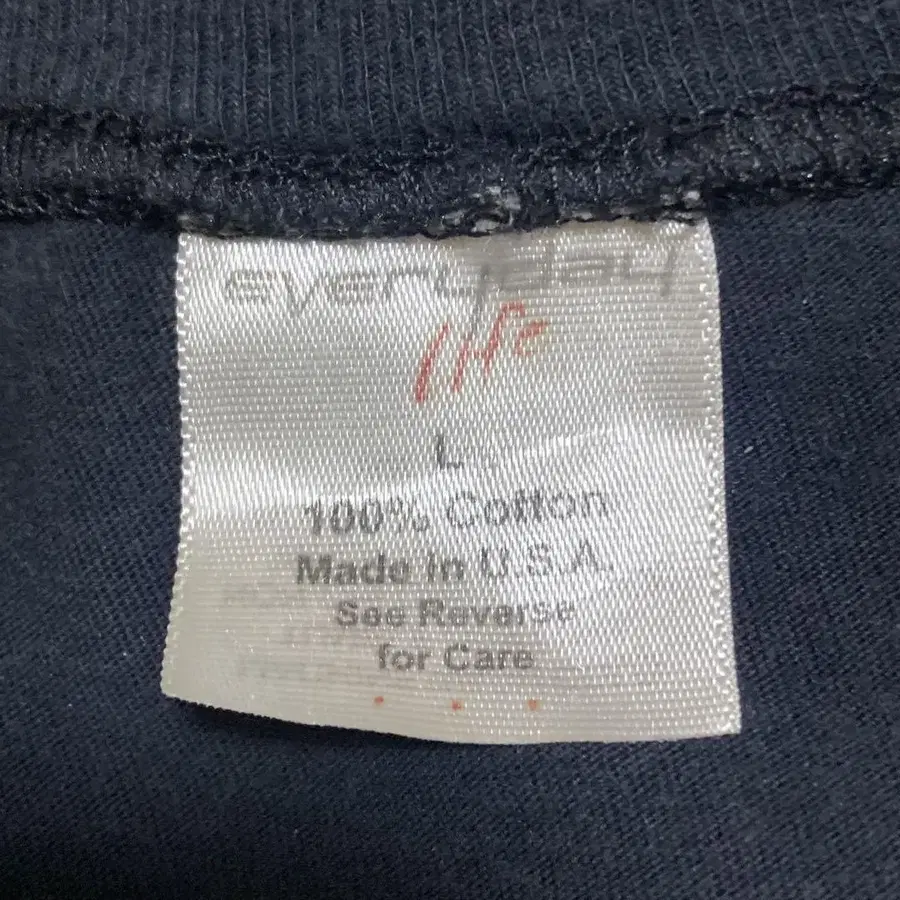 everyday
life
L
100% Cotton
Made in U.S.A.
See Reverse
for Care